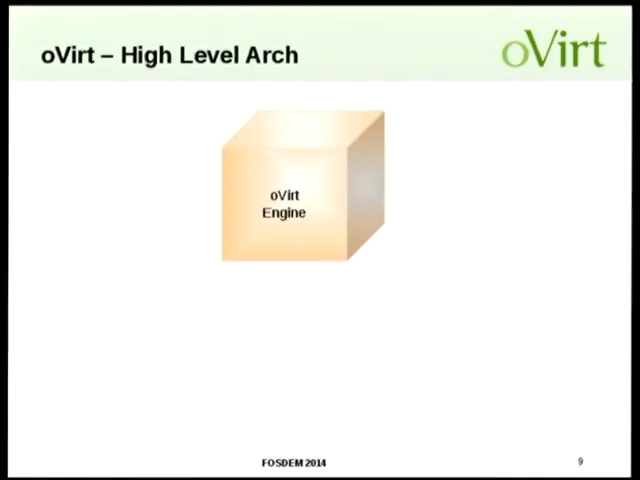 oVirt – High Level Arch
oVirt
oVirt
Engine
FOSDEM 2014
9